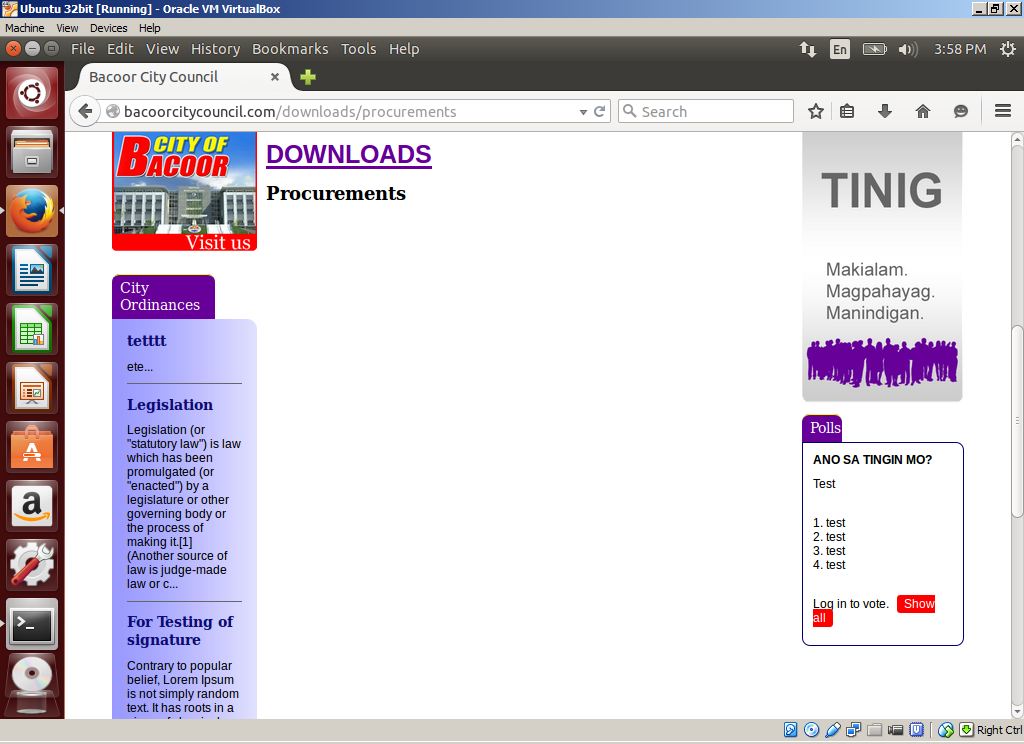 Ubuntu 32bit [Running] - Oracle VM VirtualBox
Machine View Devices Help
File Edit View History Bookmarks Tools Help
En
3:58 PM
Bacoor City Council
bacoorcitycouncil.com/downloads/procurements
Search
CITY OF
BACOOR
Visit us
DOWNLOADS
Procurements
City
Ordinances
tetttt
ete...
Legislation
Legislation (or
"statutory law") is law
which has been
promulgated (or
"enacted") by a
legislature or other
governing body or
the process of
making it.[1]
(Another source of
law is judge-made
law or c...
For Testing of
signature
Contrary to popular
belief, Lorem Ipsum
is not simply random
text. It has roots in a
TINIG
Makialam.
Magpahayag.
Manindigan.
Polls
ANO SA TINGIN MO?
Test
1. test
2. test
3. test
4. test
Log in to vote. Show
all
Right Ctrl